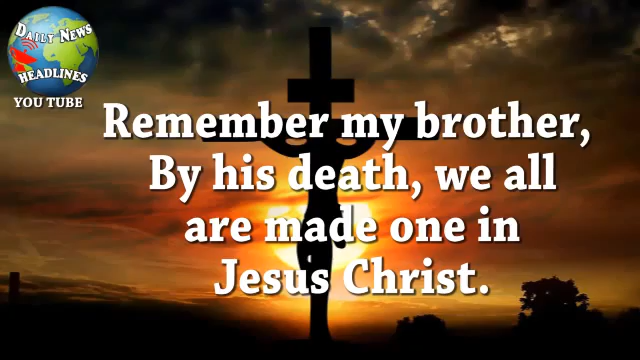 DAILY NEWS
HEADLINES
YOU TUBE
Remember my brother,
By his death, we all
are made one in
Jesus Christ.